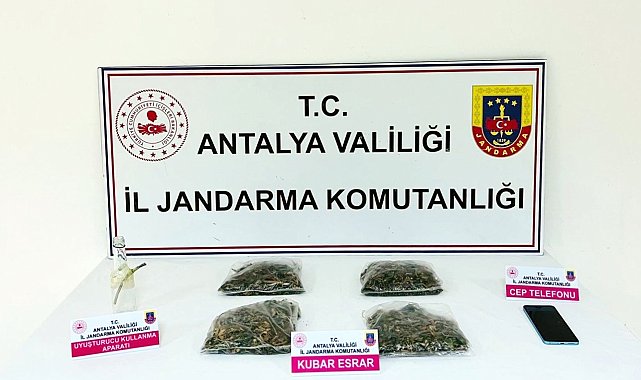 T.C.
ANTALYA VALİLİĞİ
İL JANDARMA KOMUTANLIĞI
JANDARMA
T.C.
ANTALYA VALİLİĞİ
İL JANDARMA KOMUTANLIĞI
UYUŞTURUCU KULLANMA
APARATI
T.C.
ANTALYA VALİLİĞİ
İL JANDARMA KOMUTANLIĞI
KUBAR ESRAR
T.C.
ANTALYA VALİLİĞİ
İL JANDARMA KOMUTANLIĞI
CEP TELEFONU